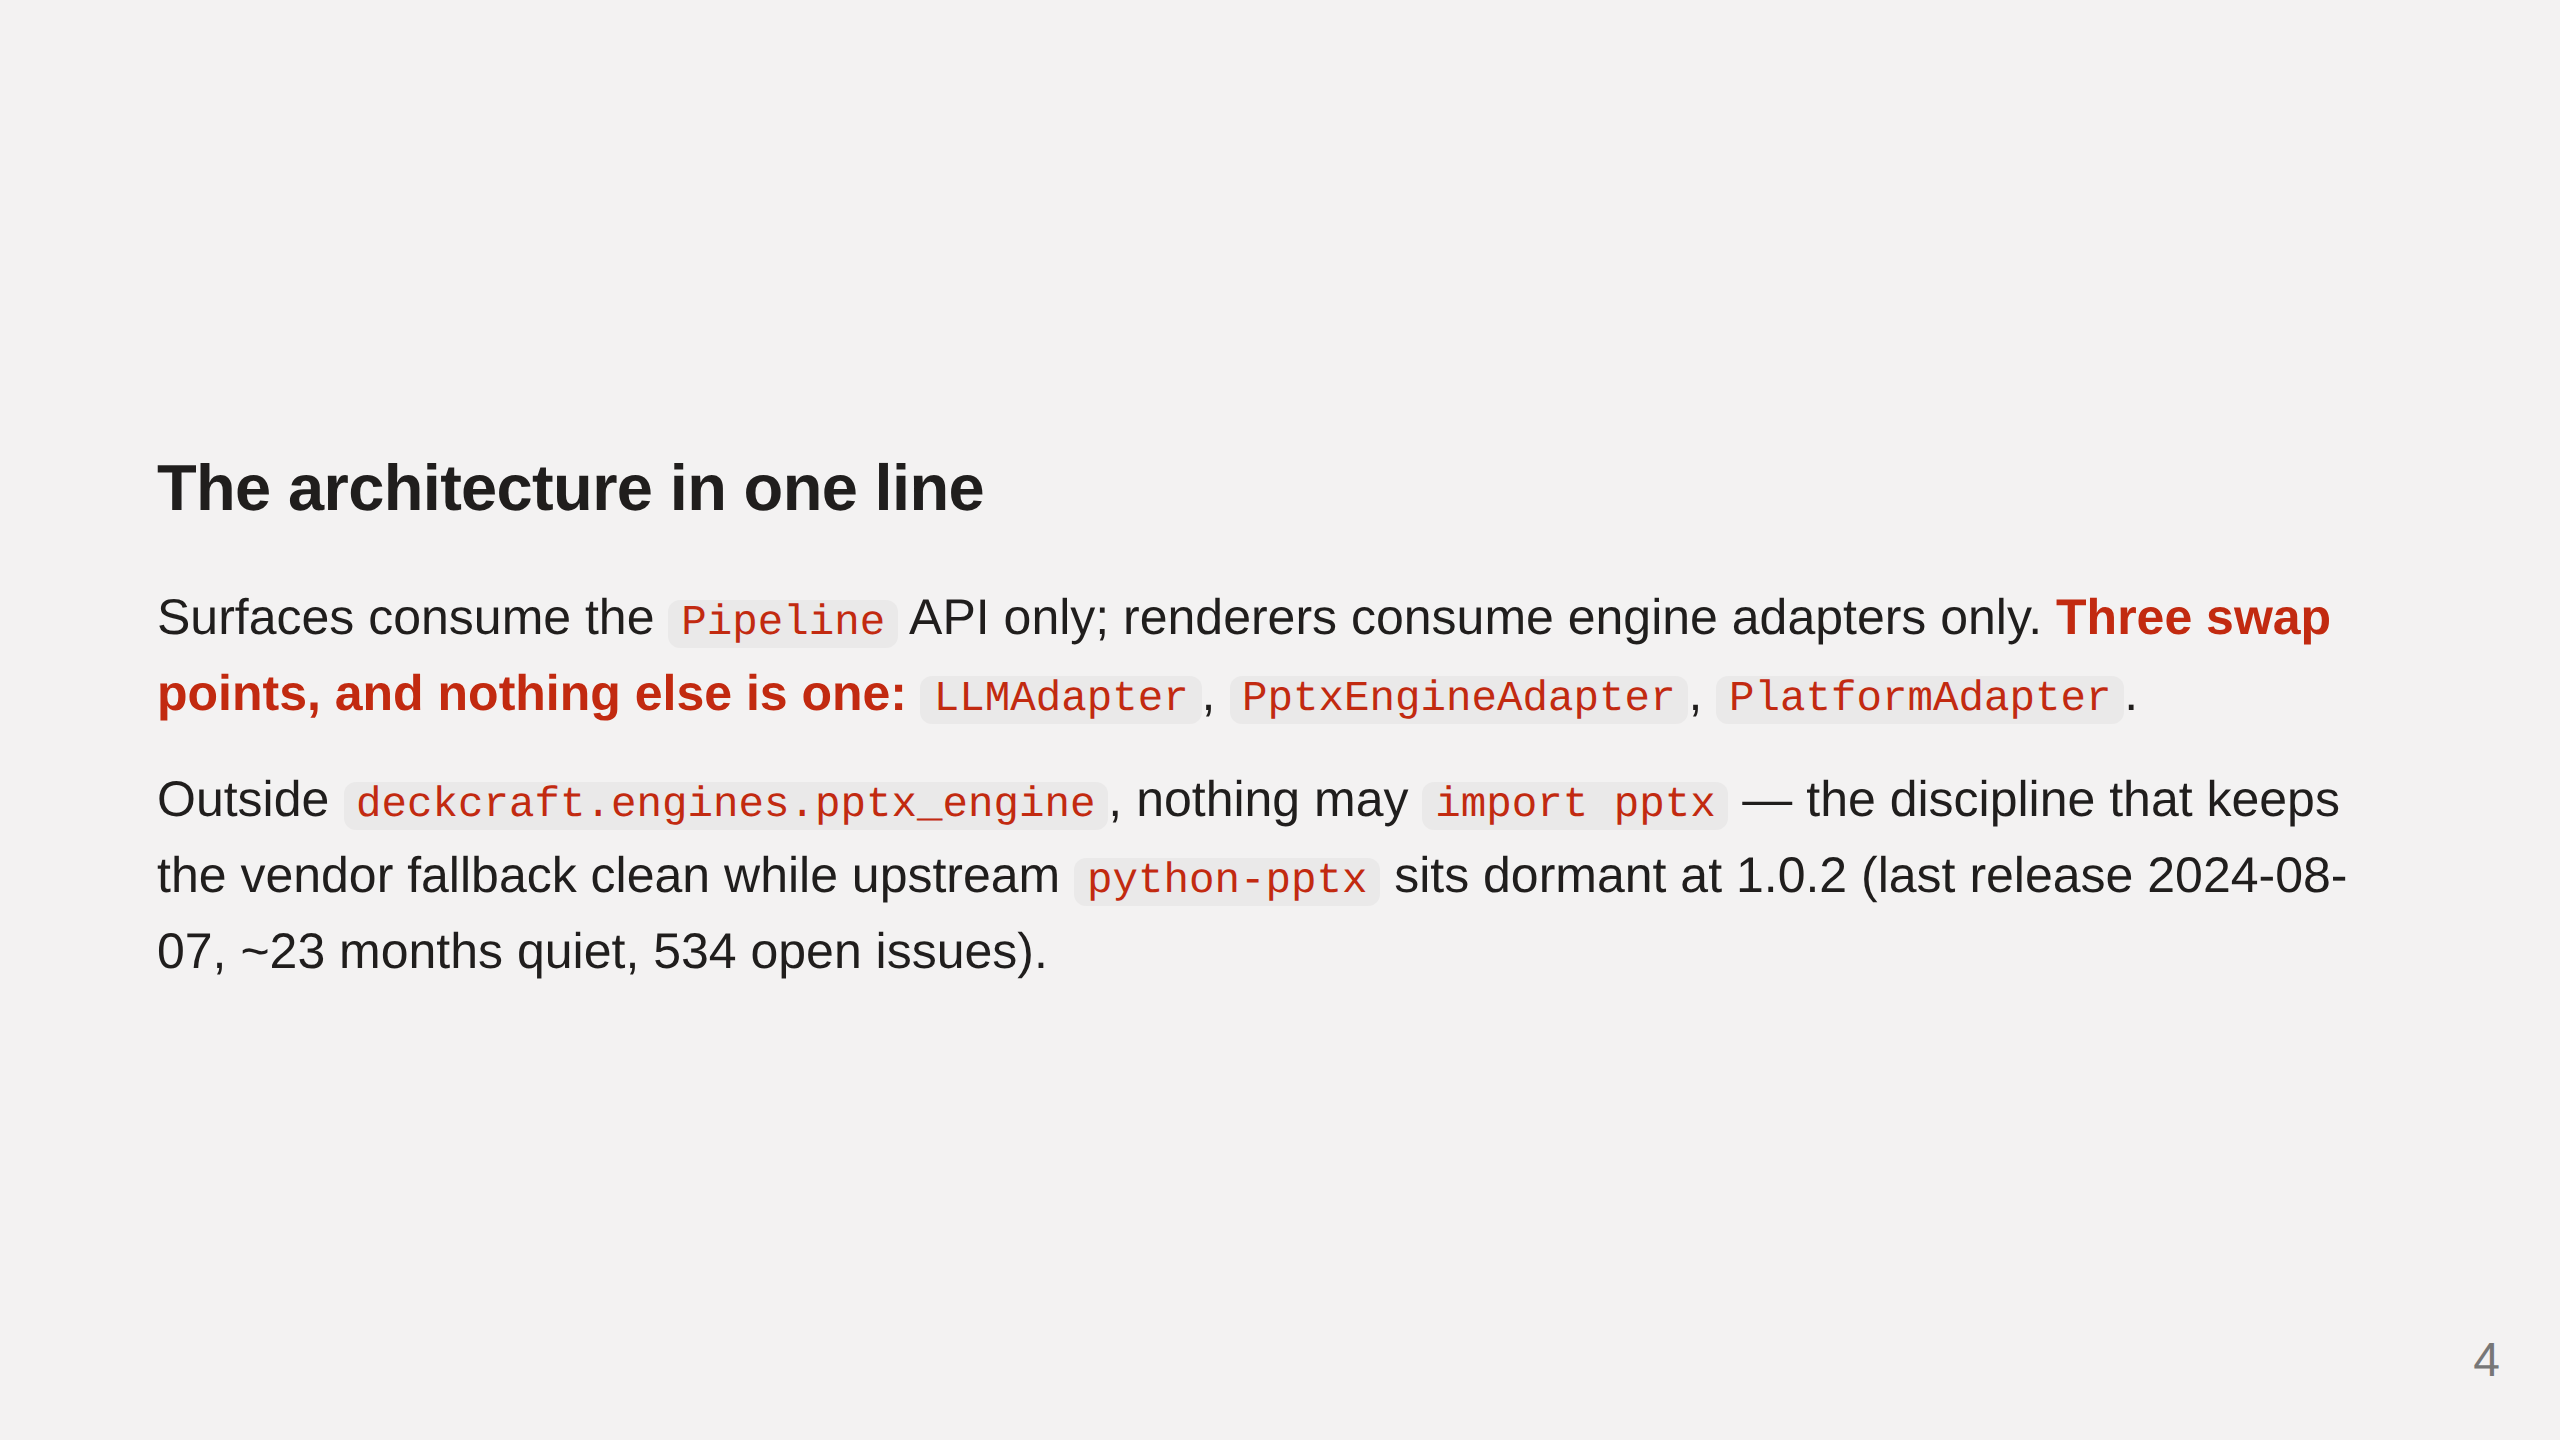 The architecture in one line
Surfaces consume the Pipeline API only; renderers consume engine adapters only. Three swap
points, and nothing else is one: LLMAdapter, PptxEngineAdapter, PlatformAdapter.
Outside deckcraft.engines.pptx_engine, nothing may import pptx — the discipline that keeps
the vendor fallback clean while upstream python-pptx sits dormant at 1.0.2 (last release 2024-08-
07, ~23 months quiet, 534 open issues).
4